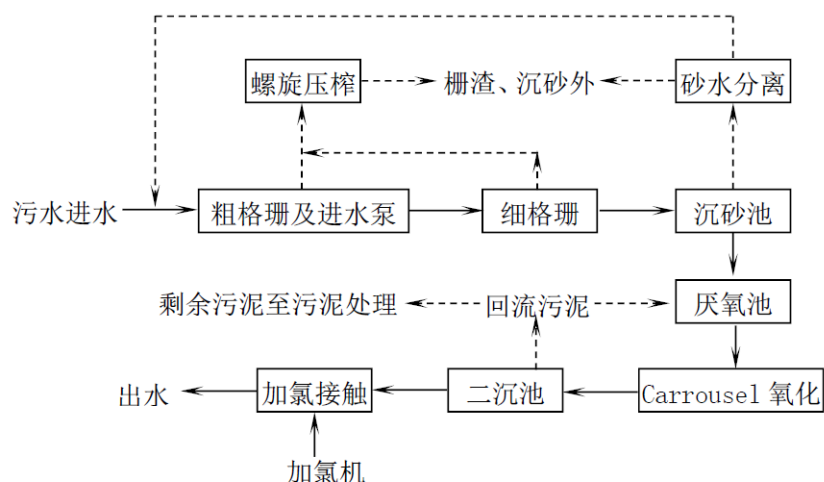 螺旋压榨
栅渣、沉砂外
砂水分离
污水进水
粗格珊及进水泵
细格珊
沉砂池
剩余污泥至污泥处理
回流污泥
厌氧池
出水
加氯接触
二沉池
Carrousel 氧化
加氯机